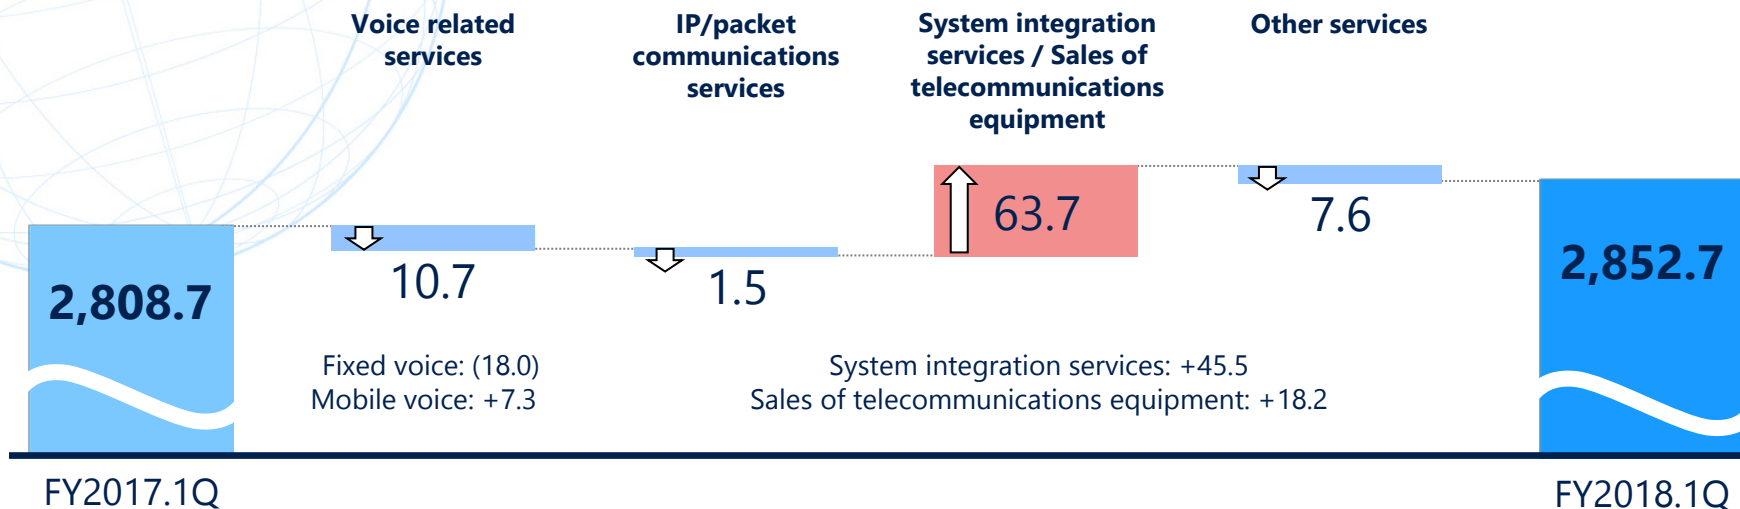 Voice related
services
IP/packet
communications
services
System integration
services / Sales of
telecommunications
equipment
Other services
2,808.7
10.7
1.5
63.7
7.6
2,852.7
Fixed voice: (18.0)
Mobile voice: +7.3
System integration services: +45.5
Sales of telecommunications equipment: +18.2
FY2017.1Q
FY2018.1Q